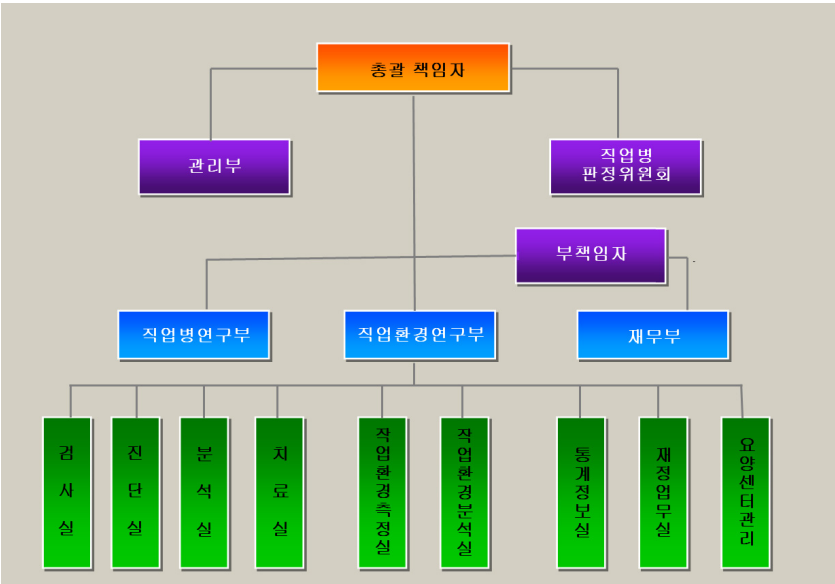 총괄 책임자
관리부
직업병
판정위원회
부책임자
직업병연구부
직업환경연구부
재무부
검사실
진단실
분석실
치료실
작업환경측정실
작업환경분석실
통계정보실
재정업무실
요양센터관리